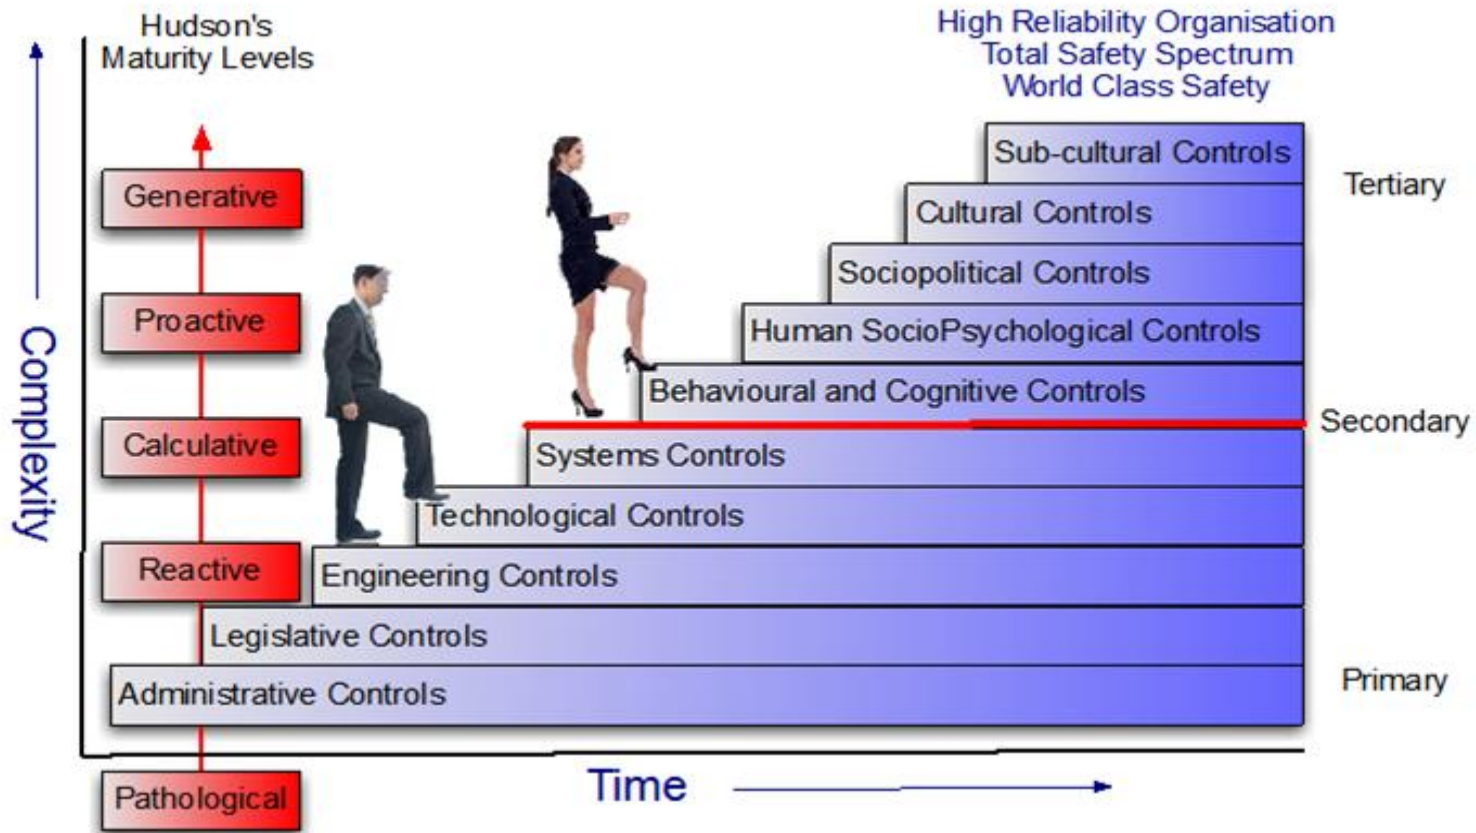 Hudson's
Maturity Levels
High Reliability Organisation
Total Safety Spectrum
World Class Safety
Complexity
Generative
Proactive
Calculative
Reactive
Pathological
Sub-cultural Controls
Cultural Controls
Sociopolitical Controls
Human SocioPsychological Controls
Behavioural and Cognitive Controls
Systems Controls
Technological Controls
Engineering Controls
Legislative Controls
Administrative Controls
Tertiary
Secondary
Primary
Time